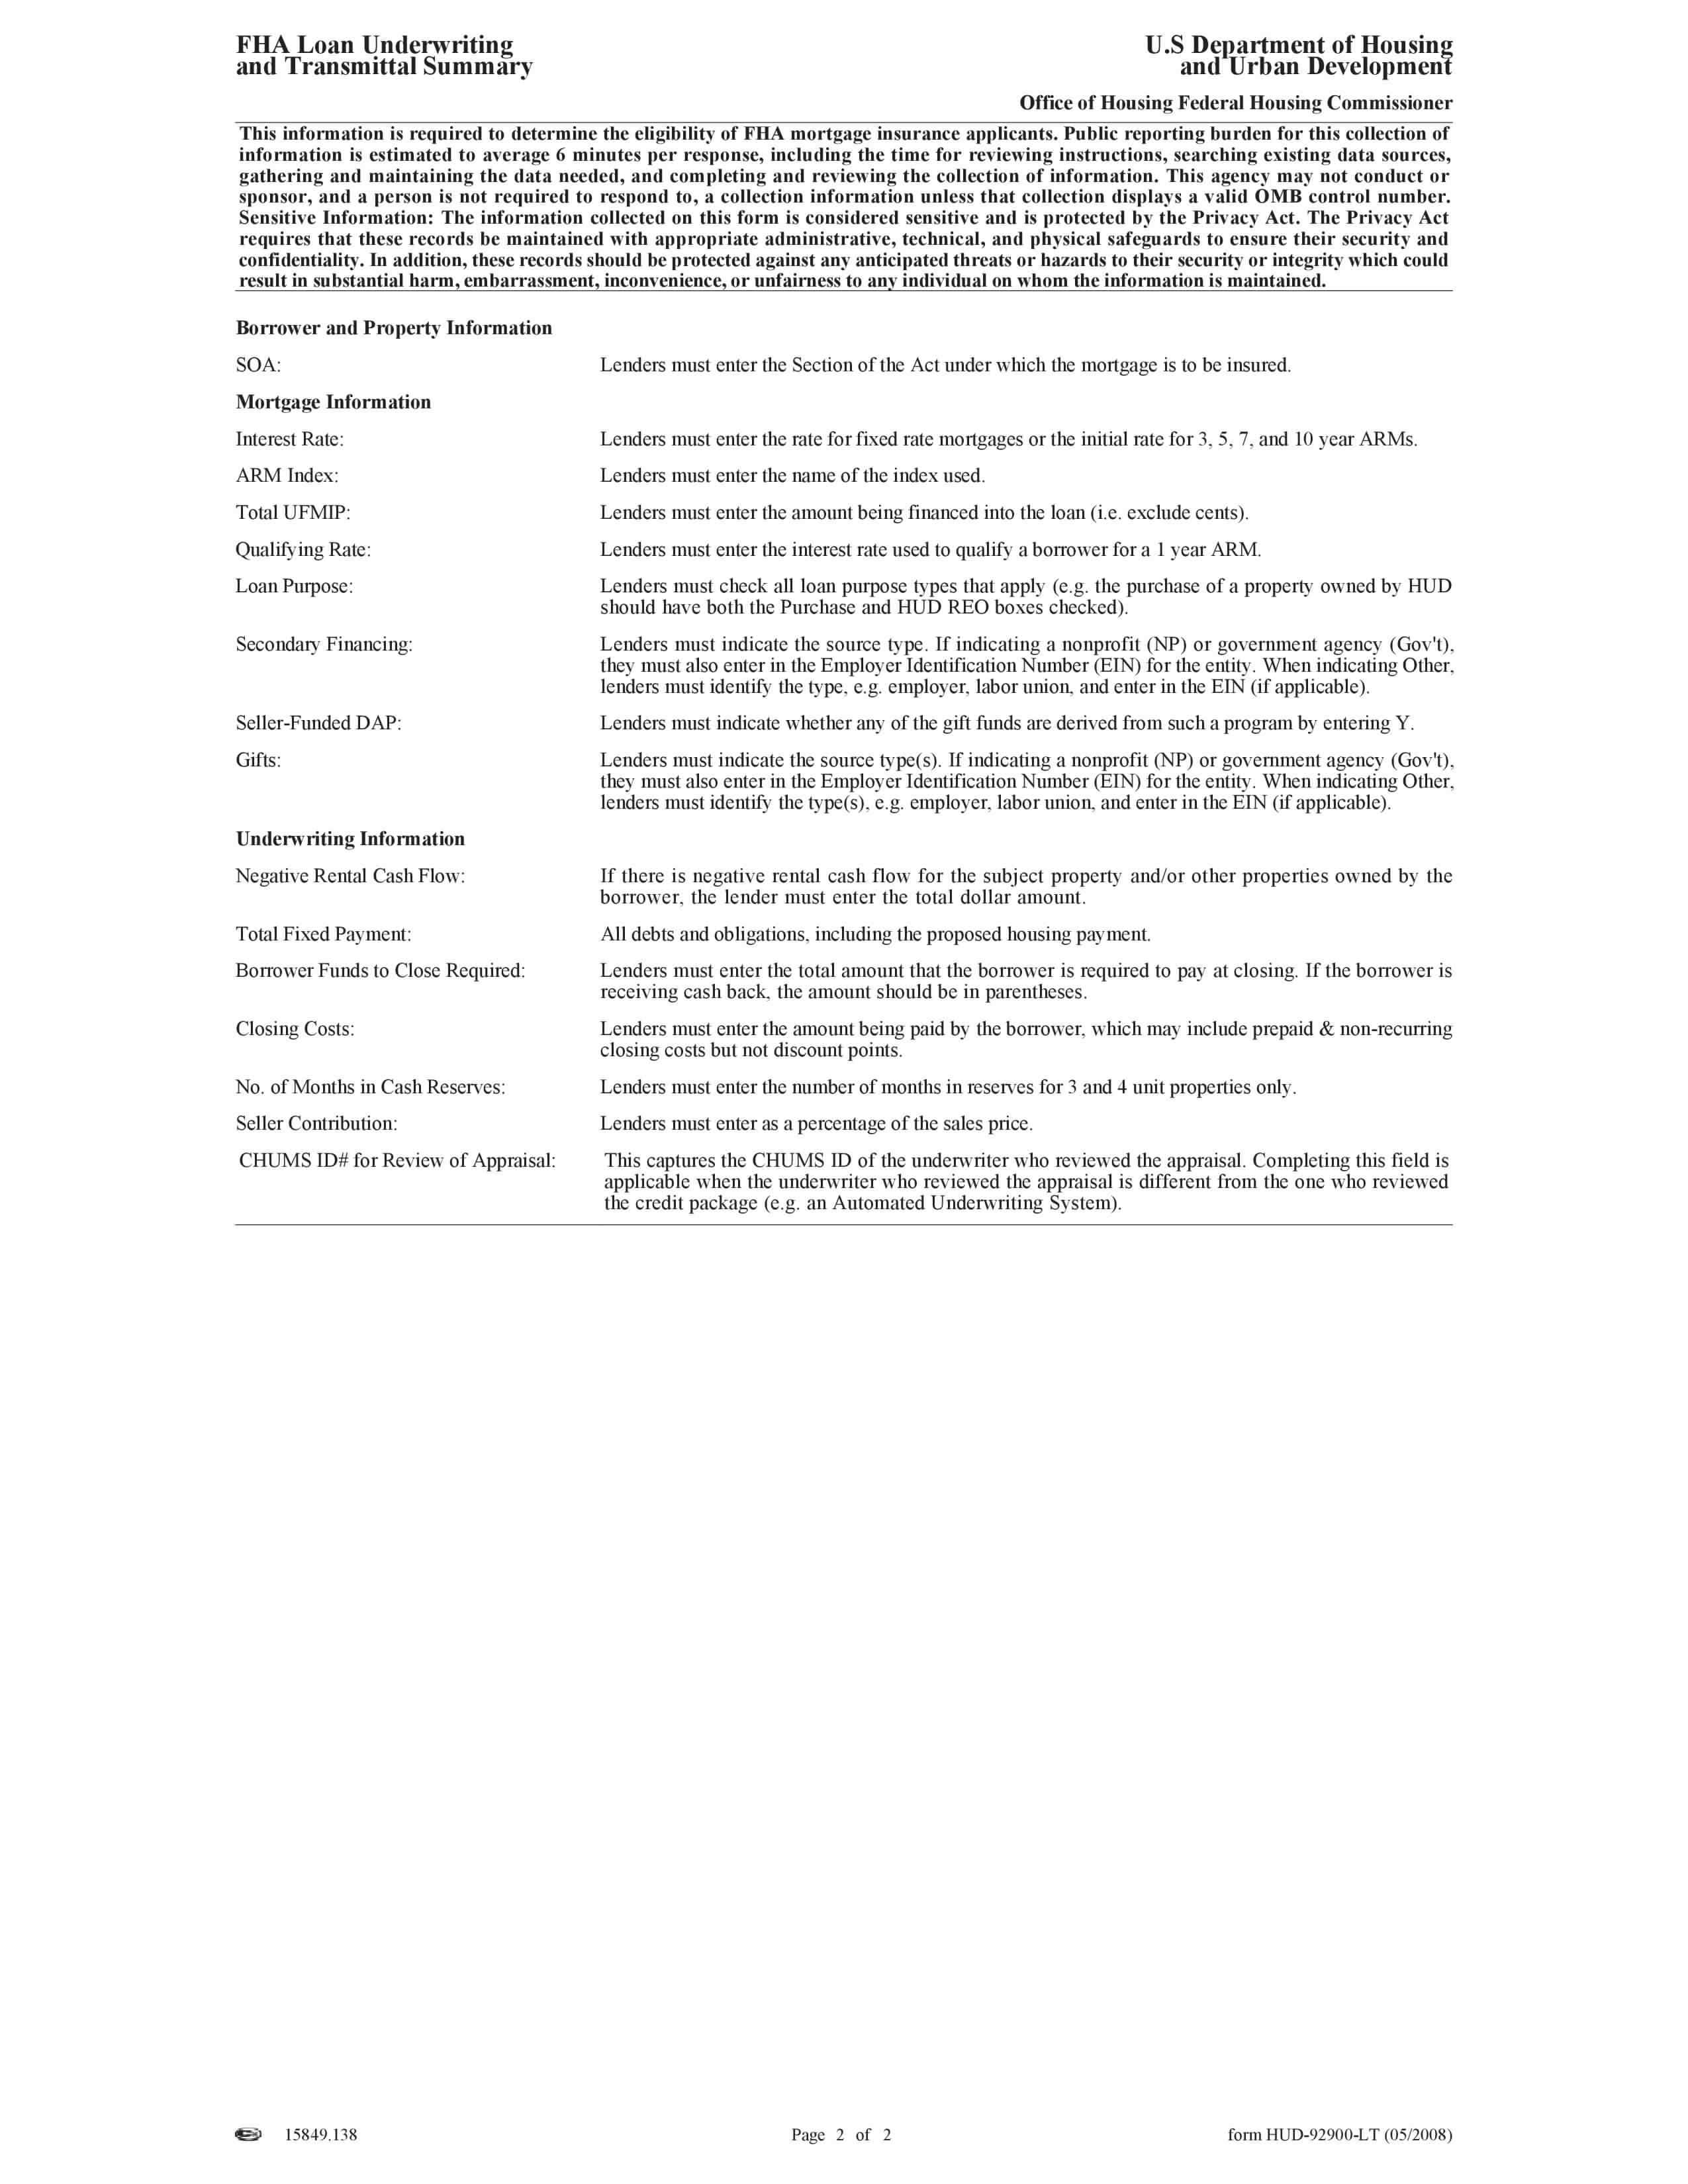 FHA Loan Underwriting
and Transmittal Summary
U.S Department of Housing
and Urban Development
Office of Housing Federal Housing Commissioner
This information is required to determine the eligibility of FHA mortgage insurance applicants. Public reporting burden for this collection of
information is estimated to average 6 minutes per response, including the time for reviewing instructions, searching existing data sources,
gathering and maintaining the data needed, and completing and reviewing the collection of information. This agency may not conduct or
sponsor, and a person is not required to respond to, a collection information unless that collection displays a valid OMB control number.
Sensitive Information: The information collected on this form is considered sensitive and is protected by the Privacy Act. The Privacy Act
requires that these records be maintained with appropriate administrative, technical, and physical safeguards to ensure their security and
confidentiality. In addition, these records should be protected against any anticipated threats or hazards to their security or integrity which could
result in substantial harm, embarrassment, inconvenience, or unfairness to any individual on whom the information is maintained.
Borrower and Property Information
SOA: Lenders must enter the Section of the Act under which the mortgage is to be insured.
Mortgage Information
Interest Rate: Lenders must enter the rate for fixed rate mortgages or the initial rate for 3, 5, 7, and 10 year ARMs.
ARM Index: Lenders must enter the name of the index used.
Total UFMIP: Lenders must enter the amount being financed into the loan (i.e. exclude cents).
Qualifying Rate: Lenders must enter the interest rate used to qualify a borrower for a 1 year ARM.
Loan Purpose: Lenders must check all loan purpose types that apply (e.g. the purchase of a property owned by HUD
should have both the Purchase and HUD REO boxes checked).
Secondary Financing: Lenders must indicate the source type. If indicating a nonprofit (NP) or government agency (Gov't),
they must also enter in the Employer Identification Number (EIN) for the entity. When indicating Other,
lenders must identify the type, e.g. employer, labor union, and enter in the EIN (if applicable).
Seller-Funded DAP: Lenders must indicate whether any of the gift funds are derived from such a program by entering Y.
Gifts: Lenders must indicate the source type(s). If indicating a nonprofit (NP) or government agency (Gov't),
they must also enter in the Employer Identification Number (EIN) for the entity. When indicating Other,
lenders must identify the type(s), e.g. employer, labor union, and enter in the EIN (if applicable).
Underwriting Information
Negative Rental Cash Flow: If there is negative rental cash flow for the subject property and/or other properties owned by the
borrower, the lender must enter the total dollar amount.
Total Fixed Payment: All debts and obligations, including the proposed housing payment.
Borrower Funds to Close Required: Lenders must enter the total amount that the borrower is required to pay at closing. If the borrower is
receiving cash back, the amount should be in parentheses.
Closing Costs: Lenders must enter the amount being paid by the borrower, which may include prepaid & non-recurring
closing costs but not discount points.
No. of Months in Cash Reserves: Lenders must enter the number of months in reserves for 3 and 4 unit properties only.
Seller Contribution: Lenders must enter as a percentage of the sales price.
CHUMS ID# for Review of Appraisal: This captures the CHUMS ID of the underwriter who reviewed the appraisal. Completing this field is
applicable when the underwriter who reviewed the appraisal is different from the one who reviewed
the credit package (e.g. an Automated Underwriting System).
15849.138 Page 2 of 2 form HUD-92900-LT (05/2008)